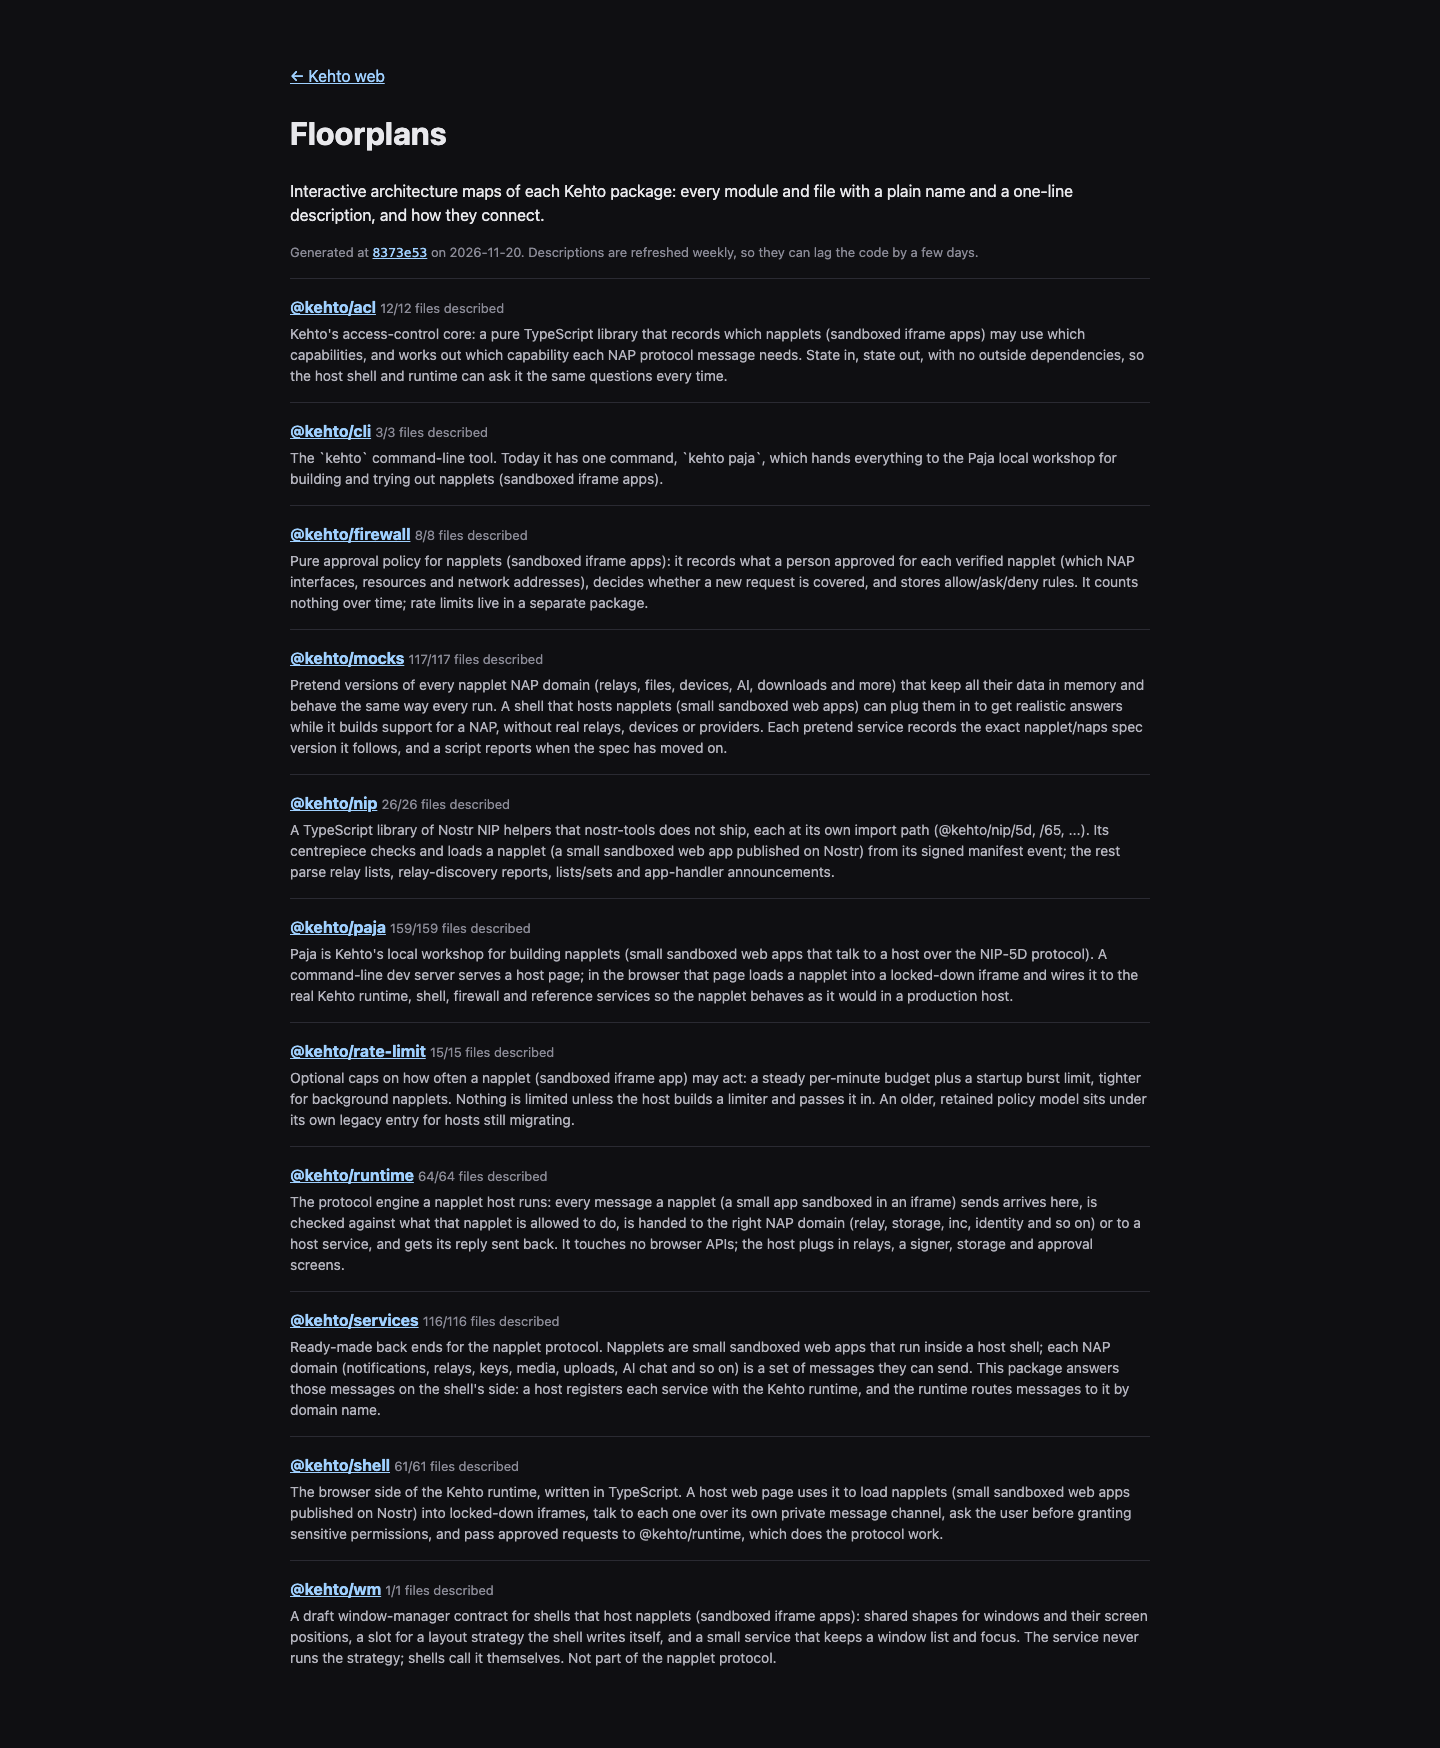 ← Kehto web
Floorplans
Interactive architecture maps of each Kehto package: every module and file with a plain name and a one-line
description, and how they connect.
Generated at 8373e53 on 2026-11-20. Descriptions are refreshed weekly, so they can lag the code by a few days.
@kehto/acl 12/12 files described
Kehto's access-control core: a pure TypeScript library that records which napplets (sandboxed iframe apps) may use which
capabilities, and works out which capability each NAP protocol message needs. State in, state out, with no outside dependencies, so
the host shell and runtime can ask it the same questions every time.
@kehto/cli 3/3 files described
The `kehto` command-line tool. Today it has one command, `kehto paja`, which hands everything to the Paja local workshop for
building and trying out napplets (sandboxed iframe apps).
@kehto/firewall 8/8 files described
Pure approval policy for napplets (sandboxed iframe apps): it records what a person approved for each verified napplet (which NAP
interfaces, resources and network addresses), decides whether a new request is covered, and stores allow/ask/deny rules. It counts
nothing over time; rate limits live in a separate package.
@kehto/mocks 117/117 files described
Pretend versions of every napplet NAP domain (relays, files, devices, AI, downloads and more) that keep all their data in memory and
behave the same way every run. A shell that hosts napplets (small sandboxed web apps) can plug them in to get realistic answers
while it builds support for a NAP, without real relays, devices or providers. Each pretend service records the exact napplet/naps spec
version it follows, and a script reports when the spec has moved on.
@kehto/nip 26/26 files described
A TypeScript library of Nostr NIP helpers that nostr-tools does not ship, each at its own import path (@kehto/nip/5d, /65, ...). Its
centrepiece checks and loads a napplet (a small sandboxed web app published on Nostr) from its signed manifest event; the rest
parse relay lists, relay-discovery reports, lists/sets and app-handler announcements.
@kehto/paja 159/159 files described
Paja is Kehto's local workshop for building napplets (small sandboxed web apps that talk to a host over the NIP-5D protocol). A
command-line dev server serves a host page; in the browser that page loads a napplet into a locked-down iframe and wires it to the
real Kehto runtime, shell, firewall and reference services so the napplet behaves as it would in a production host.
@kehto/rate-limit 15/15 files described
Optional caps on how often a napplet (sandboxed iframe app) may act: a steady per-minute budget plus a startup burst limit, tighter
for background napplets. Nothing is limited unless the host builds a limiter and passes it in. An older, retained policy model sits under
its own legacy entry for hosts still migrating.
@kehto/runtime 64/64 files described
The protocol engine a napplet host runs: every message a napplet (a small app sandboxed in an iframe) sends arrives here, is
checked against what that napplet is allowed to do, is handed to the right NAP domain (relay, storage, inc, identity and so on) or to a
host service, and gets its reply sent back. It touches no browser APIs; the host plugs in relays, a signer, storage and approval
screens.
@kehto/services 116/116 files described
Ready-made back ends for the napplet protocol. Napplets are small sandboxed web apps that run inside a host shell; each NAP
domain (notifications, relays, keys, media, uploads, AI chat and so on) is a set of messages they can send. This package answers
those messages on the shell's side: a host registers each service with the Kehto runtime, and the runtime routes messages to it by
domain name.
@kehto/shell 61/61 files described
The browser side of the Kehto runtime, written in TypeScript. A host web page uses it to load napplets (small sandboxed web apps
published on Nostr) into locked-down iframes, talk to each one over its own private message channel, ask the user before granting
sensitive permissions, and pass approved requests to @kehto/runtime, which does the protocol work.
@kehto/wm 1/1 files described
A draft window-manager contract for shells that host napplets (sandboxed iframe apps): shared shapes for windows and their screen
positions, a slot for a layout strategy the shell writes itself, and a small service that keeps a window list and focus. The service never
runs the strategy; shells call it themselves. Not part of the napplet protocol.